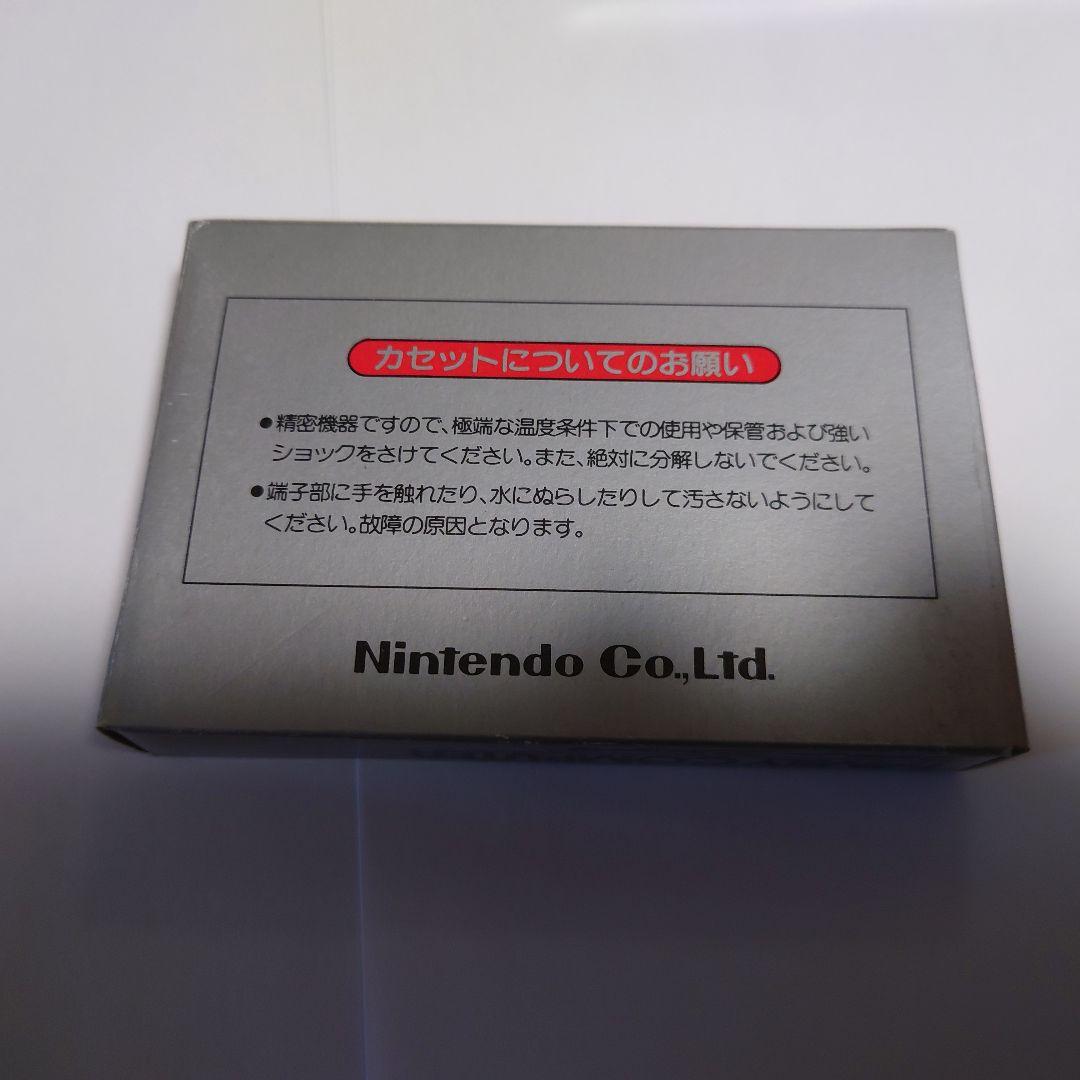 カセットについてのお願い
●精密機器ですので、極端な温度条件下での使用や保管および強い
ショックをさけてください。また、絶対に分解しないでください。
●端子部に手を触れたり、水にぬらしたりして汚さないようにして
ください。故障の原因となります。
Nintendo Co.,Ltd.